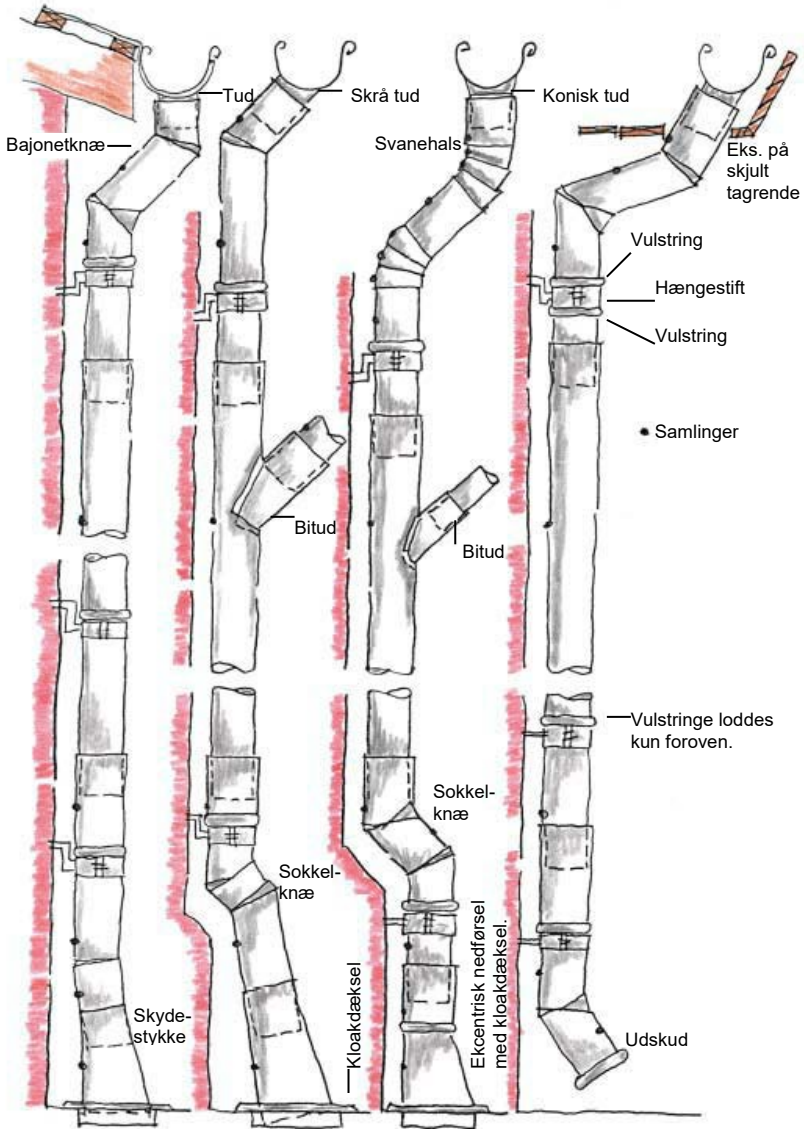 Tud
Skrå tud
Konisk tud
Bajonetknæ
Svanehals
Eks. på
skjult
tagrende
Vulstring
Hængestift
Vulstring
Samlinger
Bitud
Bitud
Vulstringe loddes
kun foroven.
Sokkel-
knæ
Sokkel-
knæ
Skyde-
stykke
Kloakdæksel
Ekcentrisk nedførsel
med kloakdæksel.
Udskud